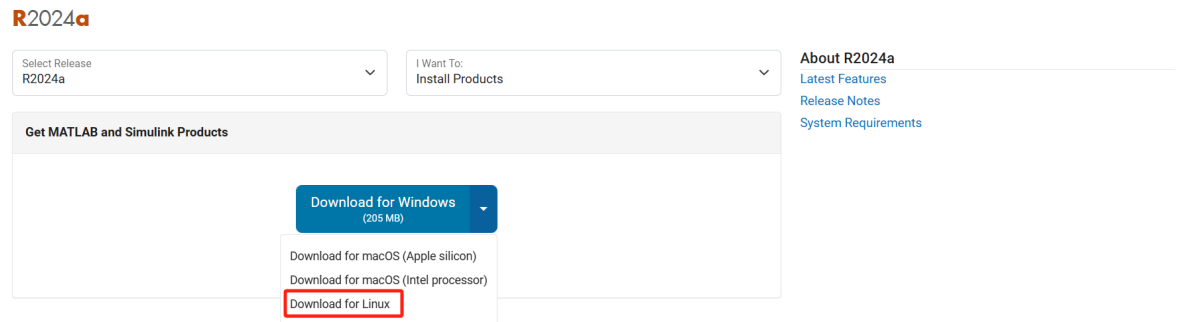 R2024a
Select Release
R2024a
I Want To:
Install Products
About R2024a
Latest Features
Release Notes
System Requirements
Get MATLAB and Simulink Products
Download for Windows
(205 MB)
Download for macOS (Apple silicon)
Download for macOS (Intel processor)
Download for Linux